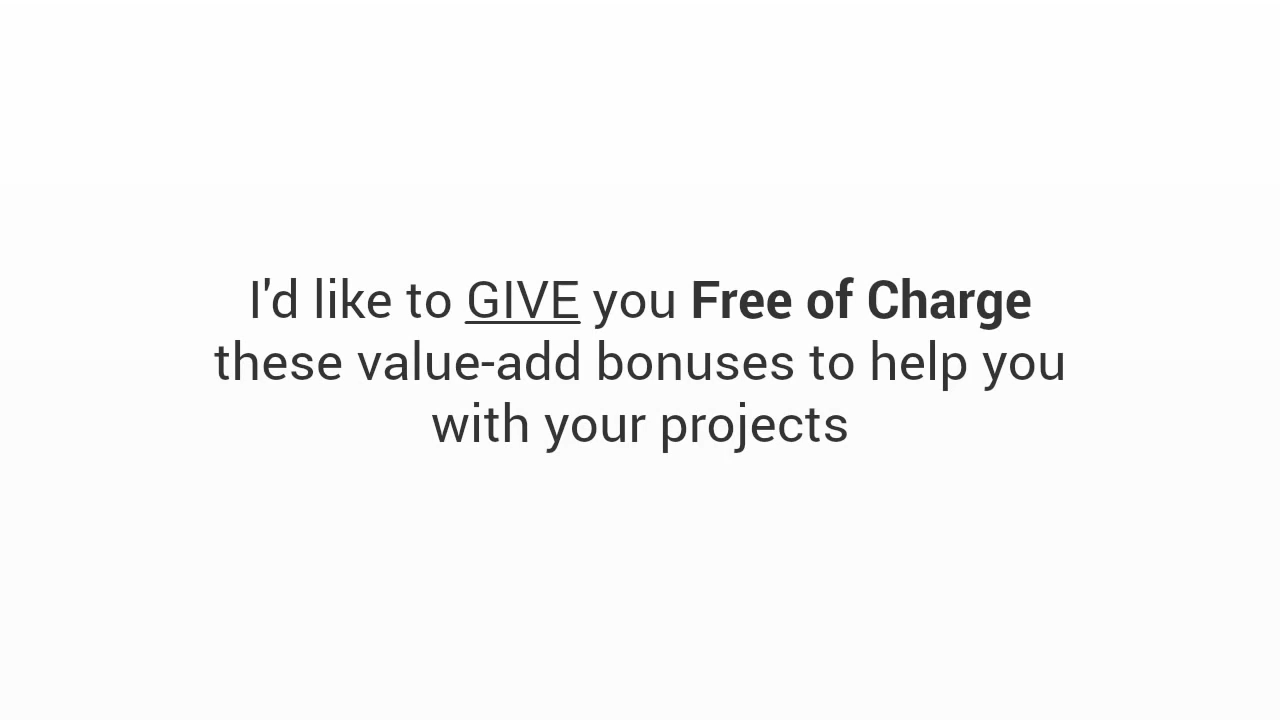 I'd like to GIVE you Free of Charge
these value-add bonuses to help you
with your projects